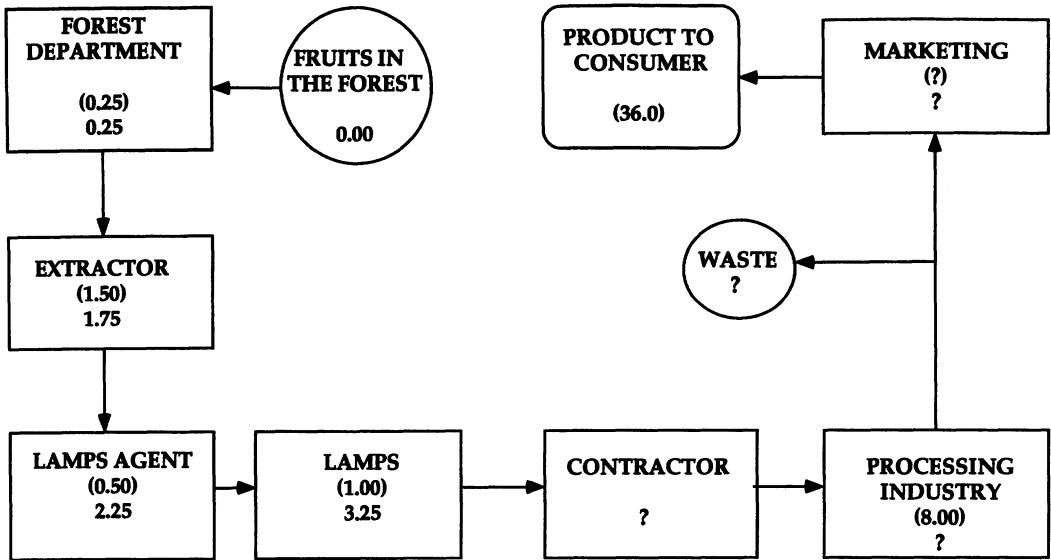 FOREST
DEPARTMENT
(0.25)
0.25
FRUITS IN
THE FOREST
0.00
PRODUCT TO
CONSUMER
(36.0)
MARKETING
(?)
?
EXTRACTOR
(1.50)
1.75
WASTE
?
LAMPS AGENT
(0.50)
2.25
LAMPS
(1.00)
3.25
CONTRACTOR
?
PROCESSING
INDUSTRY
(8.00)
?